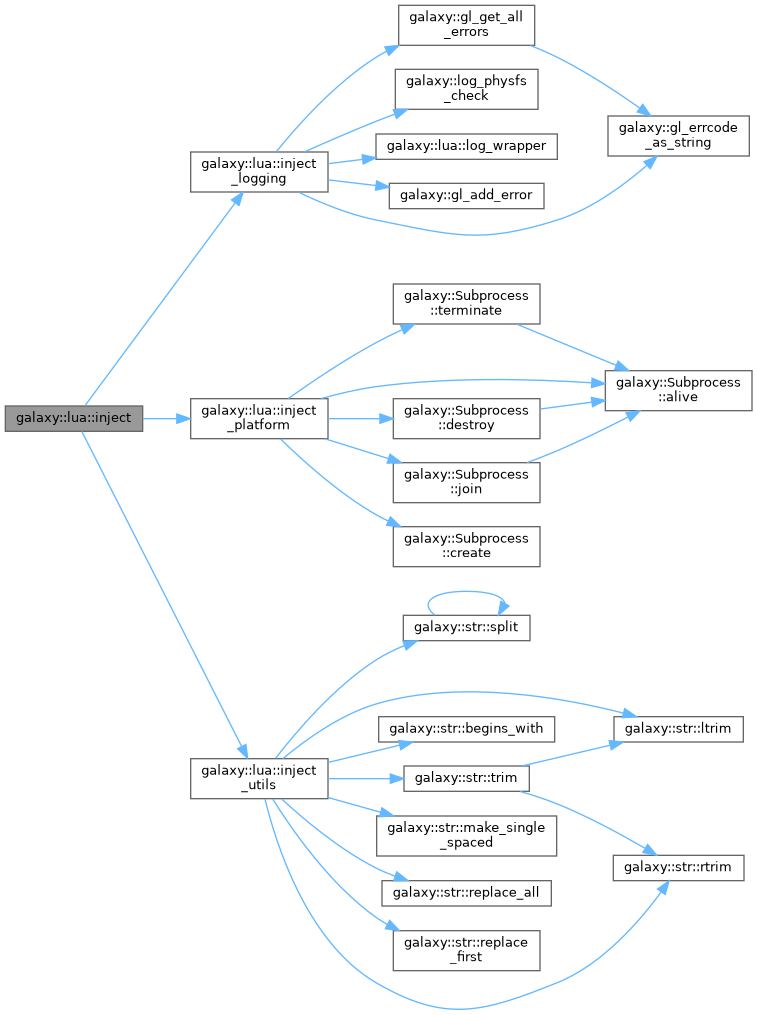 galaxy::gl_get_all
_errors
galaxy::log_physfs
_check
galaxy::gl_errcode
_as_string
galaxy::lua::log_wrapper
galaxy::lua::inject
_logging
galaxy::gl_add_error
galaxy::Subprocess
::terminate
galaxy::Subprocess
::alive
galaxy::lua::inject
galaxy::lua::inject
_platform
galaxy::Subprocess
::destroy
galaxy::Subprocess
::join
galaxy::Subprocess
::create
galaxy::str::split
galaxy::str::begins_with
galaxy::str::ltrim
galaxy::lua::inject
_utils
galaxy::str::trim
galaxy::str::make_single
_spaced
galaxy::str::rtrim
galaxy::str::replace_all
galaxy::str::replace
_first